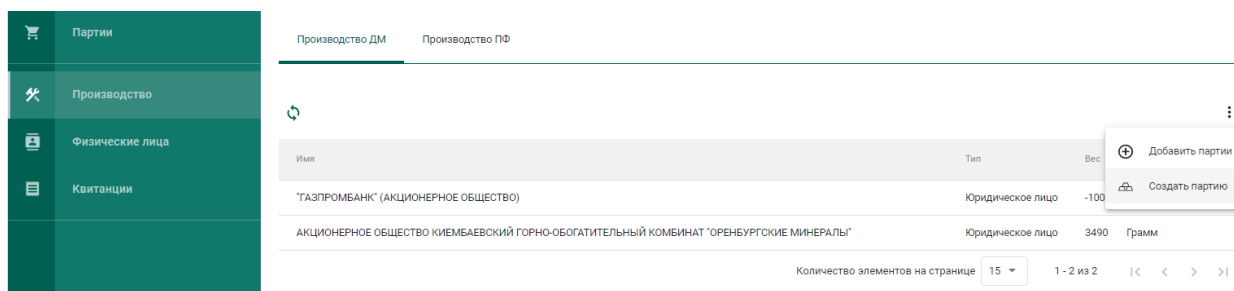 Партии
Производство
Физические лица
Квитанции
Производство ДМ Производство ПФ
Добавить партии
Создать партию
Имя Тип Вес
"ГАЗПРОМБАНК" (АКЦИОНЕРНОЕ ОБЩЕСТВО) Юридическое лицо -100
АКЦИОНЕРНОЕ ОБЩЕСТВО КИЕМБАЕВСКИЙ ГОРНО-ОБОГАТИТЕЛЬНЫЙ КОМБИНАТ "ОРЕНБУРГСКИЕ МИНЕРАЛЫ" Юридическое лицо 3490 Грамм
Количество элементов на странице 15 1 - 2 из 2